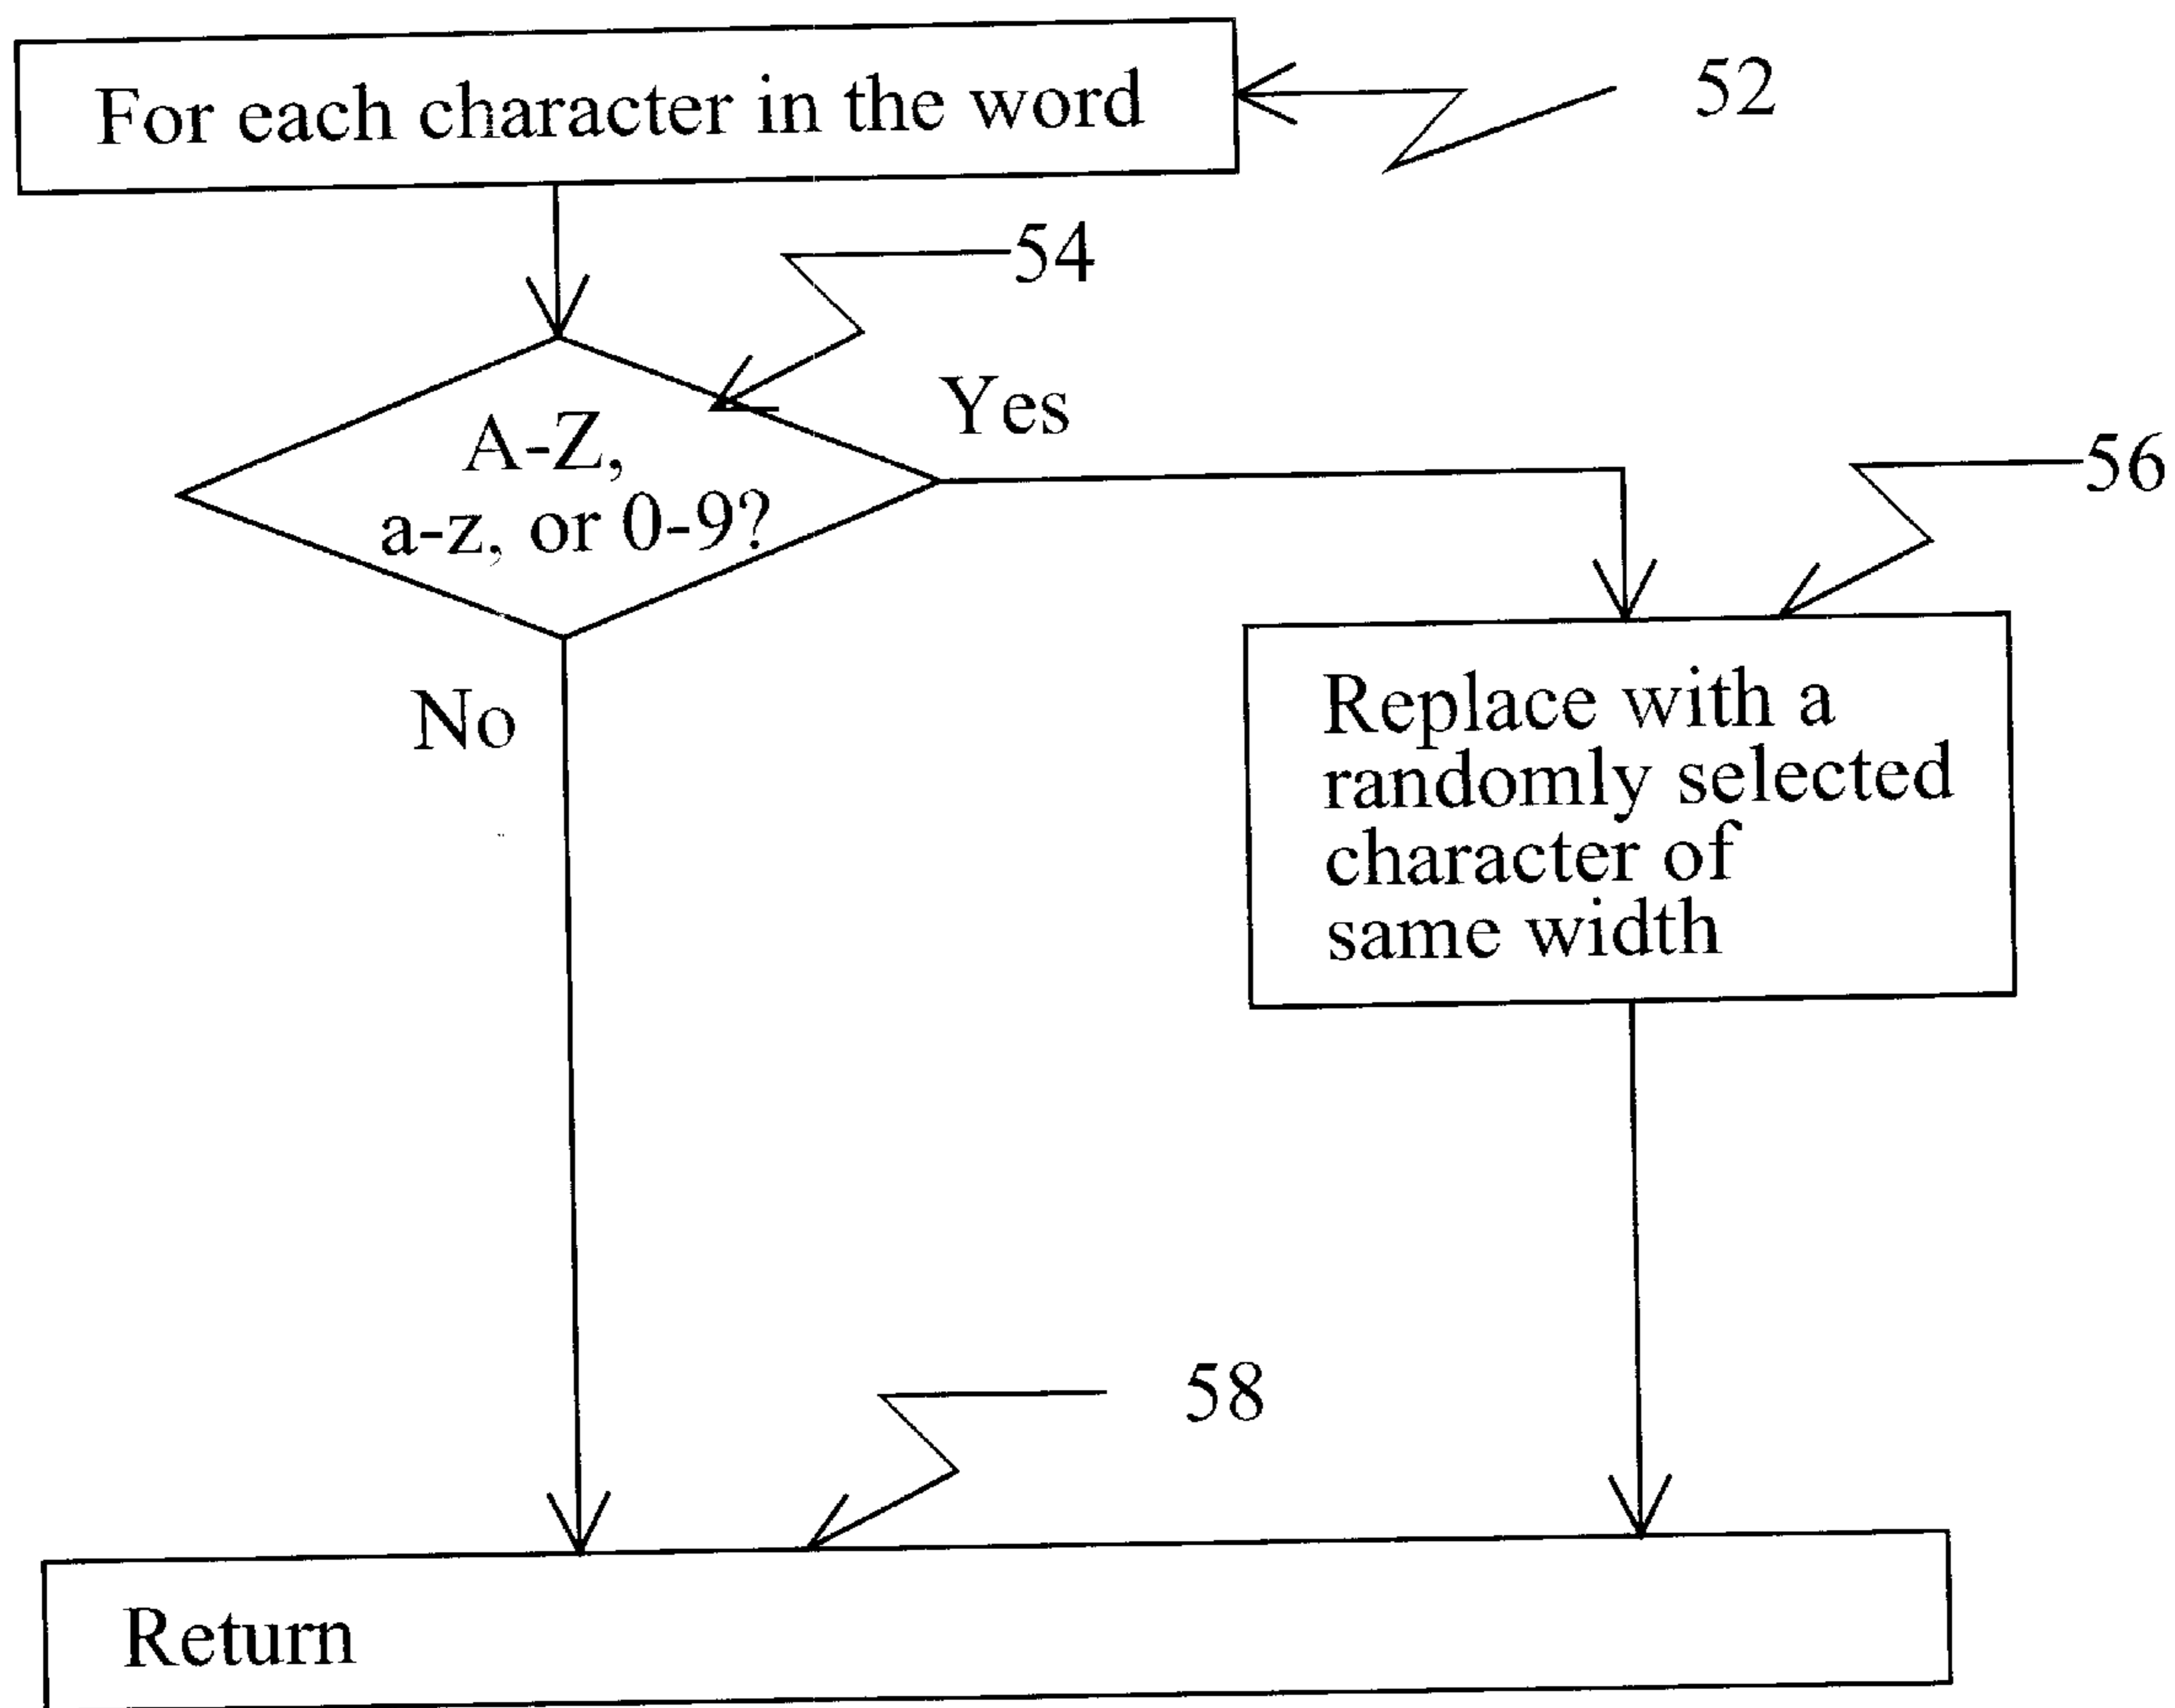 For each character in the word
52
54
Yes
A-Z,
a-z, or 0-9?
56
No
Replace with a
randomly selected
character of
same width
58
Return